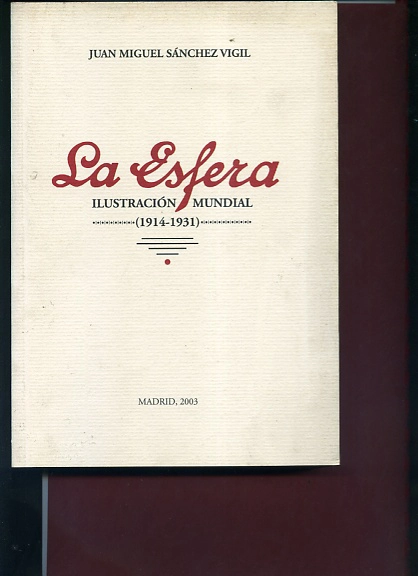 JUAN MIGUEL SÁNCHEZ VIGIL
La Esfera
ILUSTRACIÓN MUNDIAL
(1914-1931)
MADRID, 2003